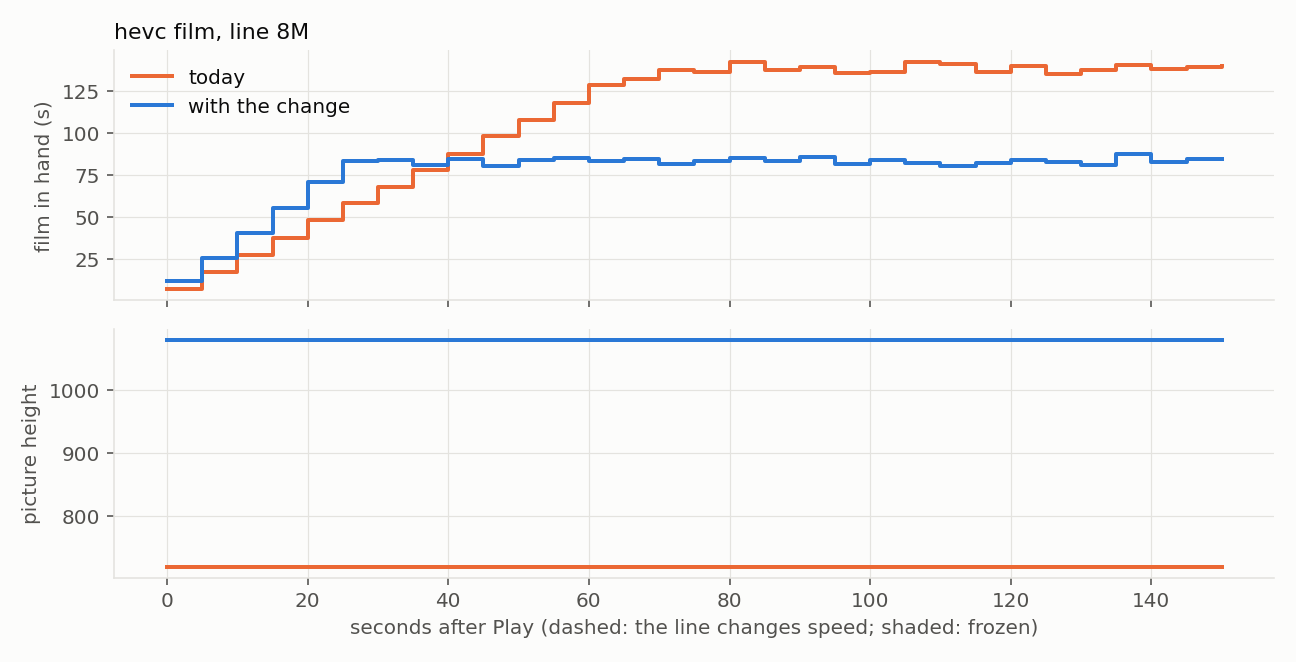 hevc film, line 8M
today
with the change
film in hand (s)
125
100
75
50
25
picture height
1000
900
800
0 20 40 60 80 100 120 140
seconds after Play (dashed: the line changes speed; shaded: frozen)